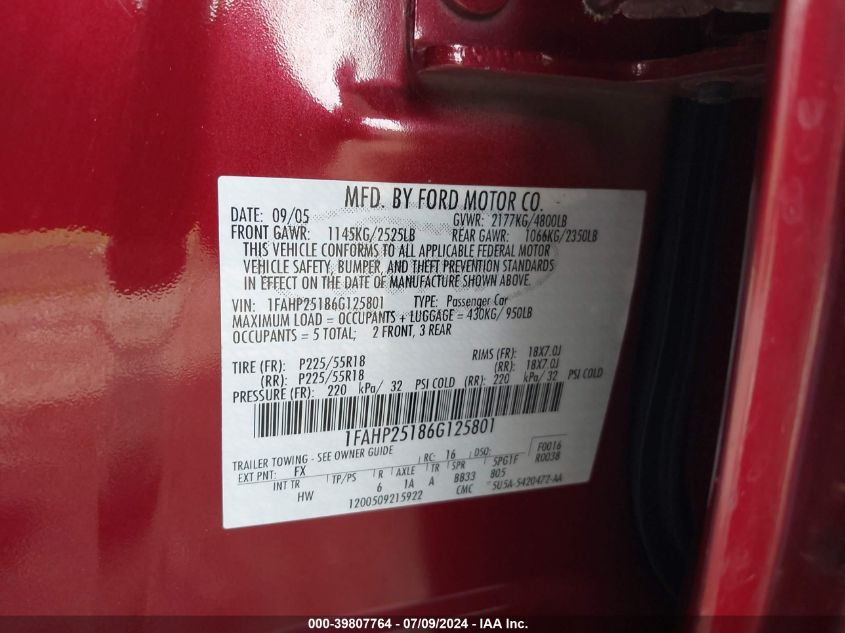 MFD. BY FORD MOTOR CO.
DATE: 09/05 GVWR: 2177KG/4800LB
FRONT GAWR: 1145KG/2525LB REAR GAWR: 1066KG/2350LB
THIS VEHICLE CONFORMS TO ALL APPLICABLE FEDERAL MOTOR
VEHICLE SAFETY, BUMPER, AND THEFT PREVENTION STANDARDS
IN EFFECT ON THE DATE OF MANUFACTURE SHOWN ABOVE.
VIN: 1FAHP25186G125801 TYPE: Passenger Car
MAXIMUM LOAD = OCCUPANTS + LUGGAGE = 430KG/ 950LB
OCCUPANTS = 5 TOTAL; 2 FRONT, 3 REAR
TIRE (FR): P225/55R18 RIMS (FR): 18X7.0J
(RR): P225/55R18 (RR): 18X7.0J
PRESSURE (FR): 220 kPa/ 32 PSI COLD (RR): 220 kPa/ 32 PSI COLD
1FAHP25186G125801
TRAILER TOWING - SEE OWNER GUIDE
F0016
EXT PNT: FX RC: 16 DSO: SPG1F R0038
INT TR TP/PS R AXLE TR SPR 805
HW 6 1A A BB33
1200509215922 CMC 5U5A-5420472-AA
000-39807764 / 07/09/2024 - IAA Inc.